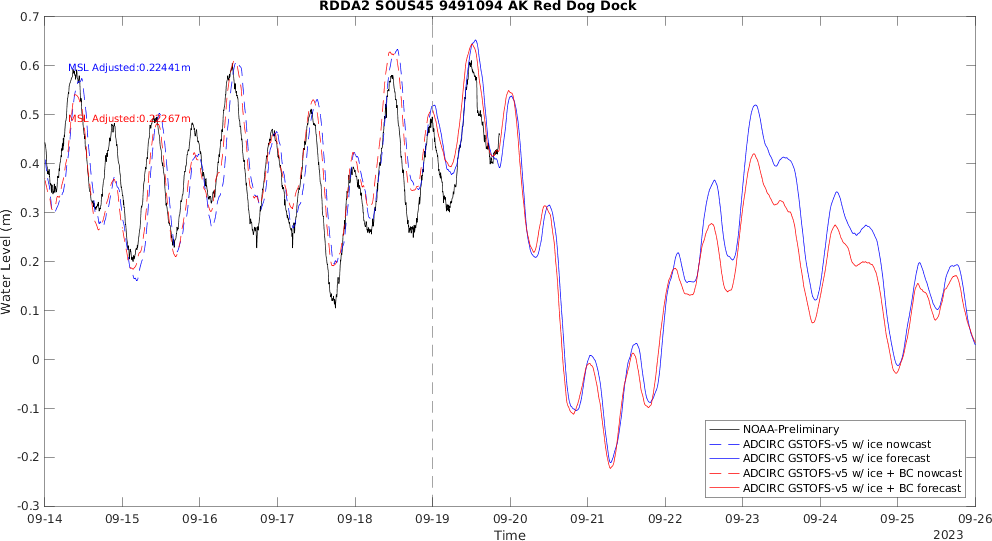 RDDA2 SOUS45 9491094 AK Red Dog Dock
0.7
0.6
0.5
0.4
0.3
0.2
0.1
0
-0.1
-0.2
-0.3
Water Level (m)
MSL Adjusted:0.22441m
MSL Adjusted:0.22267m
NOAA-Preliminary
ADCIRC GSTOFS-v5 w/ ice nowcast
ADCIRC GSTOFS-v5 w/ ice forecast
ADCIRC GSTOFS-v5 w/ ice + BC nowcast
ADCIRC GSTOFS-v5 w/ ice + BC forecast
09-14 09-15 09-16 09-17 09-18 09-19 09-20 09-21 09-22 09-23 09-24 09-25 09-26
Time
2023